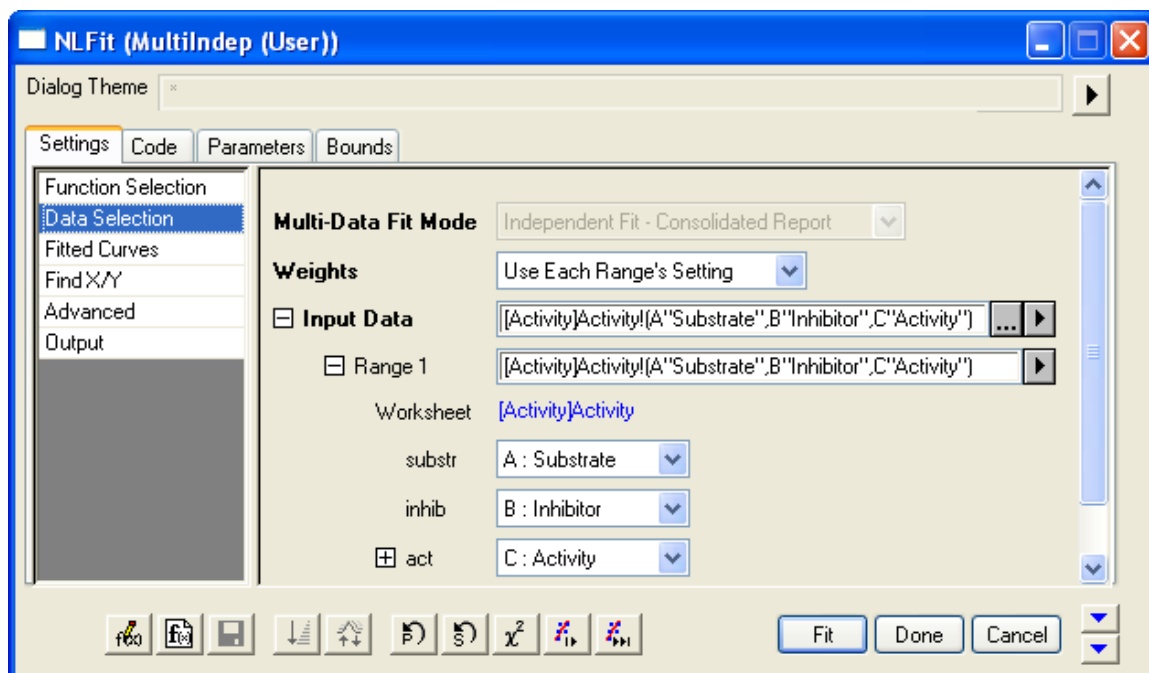 NLFit (MultiIndep (User))
Dialog Theme *
Settings Code Parameters Bounds
Function Selection
Data Selection
Fitted Curves
Find X/Y
Advanced
Output
Multi-Data Fit Mode Independent Fit - Consolidated Report
Weights Use Each Range's Setting
Input Data [Activity]Activity!(A"Substrate",B"Inhibitor",C"Activity") ...
Range 1 [Activity]Activity!(A"Substrate",B"Inhibitor",C"Activity")
Worksheet [Activity]Activity
substr A : Substrate
inhib B : Inhibitor
act C : Activity
P S χ² Fit Done Cancel